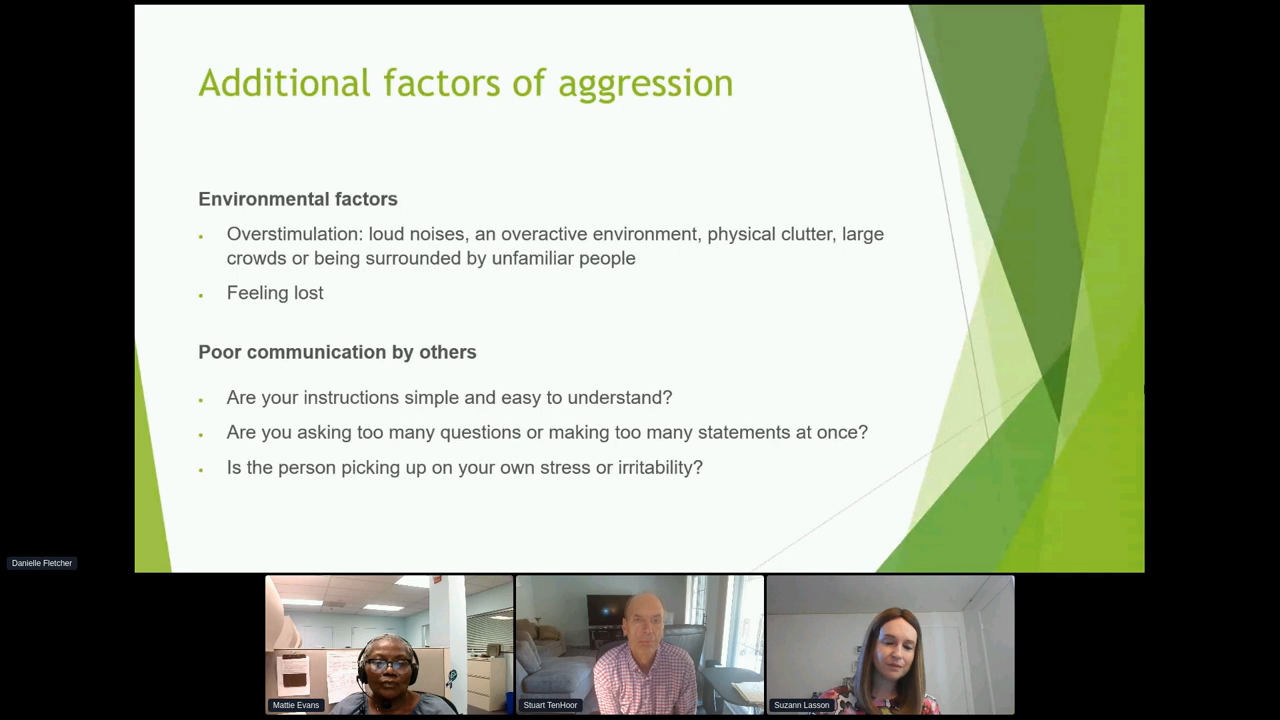 Additional factors of aggression
Environmental factors
Overstimulation: loud noises, an overactive environment, physical clutter, large
crowds or being surrounded by unfamiliar people
Feeling lost
Poor communication by others
Are your instructions simple and easy to understand?
Are you asking too many questions or making too many statements at once?
Is the person picking up on your own stress or irritability?
Danielle Fletcher
Mattie Evans
Stuart TenHoor
Suzann Lasson